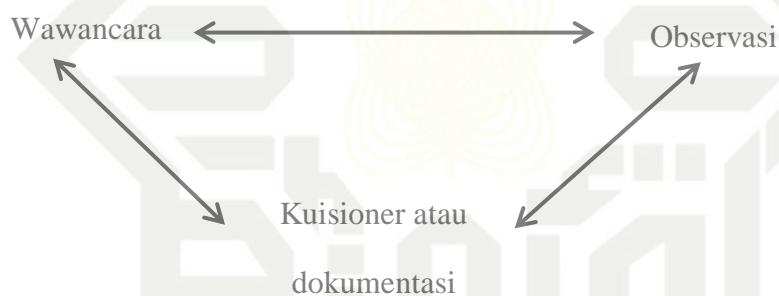 Wawancara
Observasi
Kuisioner atau
dokumentasi